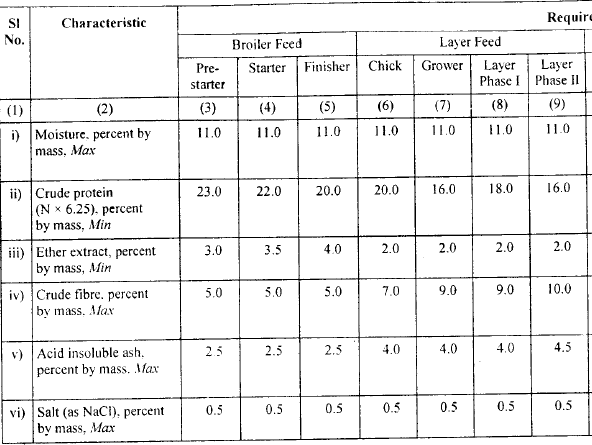 Sl No. Characteristic Require
Broiler Feed Layer Feed
Pre-starter Starter Finisher Chick Grower Layer Phase I Layer Phase II
(1) (2) (3) (4) (5) (6) (7) (8) (9)
i) Moisture, percent by 11.0 11.0 11.0 11.0 11.0 11.0 11.0
mass, Max
ii) Crude protein 23.0 22.0 20.0 20.0 16.0 18.0 16.0
(N × 6.25), percent
by mass, Min
iii) Ether extract, percent 3.0 3.5 4.0 2.0 2.0 2.0 2.0
by mass, Min
iv) Crude fibre, percent 5.0 5.0 5.0 7.0 9.0 9.0 10.0
by mass. Max
v) Acid insoluble ash, 2.5 2.5 2.5 4.0 4.0 4.0 4.5
percent by mass. Max
vi) Salt (as NaCl), percent 0.5 0.5 0.5 0.5 0.5 0.5 0.5
by mass, Max